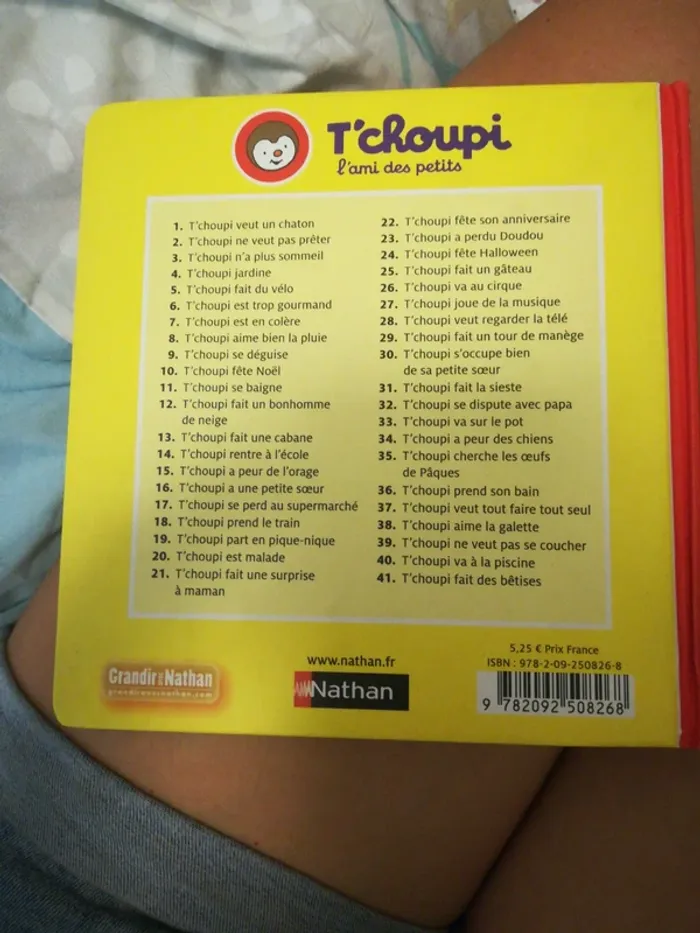 T'choupi
l'ami des petits
1. T'choupi veut un chaton
2. T'choupi ne veut pas prêter
3. T'choupi n'a plus sommeil
4. T'choupi jardine
5. T'choupi fait du vélo
6. T'choupi est trop gourmand
7. T'choupi est en colère
8. T'choupi aime bien la pluie
9. T'choupi se déguise
10. T'choupi fête Noël
11. T'choupi se baigne
12. T'choupi fait un bonhomme
de neige
13. T'choupi fait une cabane
14. T'choupi rentre à l'école
15. T'choupi a peur de l'orage
16. T'choupi a une petite sœur
17. T'choupi se perd au supermarché
18. T'choupi prend le train
19. T'choupi part en pique-nique
20. T'choupi est malade
21. T'choupi fait une surprise
à maman
22. T'choupi fête son anniversaire
23. T'choupi a perdu Doudou
24. T'choupi fête Halloween
25. T'choupi fait un gâteau
26. T'choupi va au cirque
27. T'choupi joue de la musique
28. T'choupi veut regarder la télé
29. T'choupi fait un tour de manège
30. T'choupi s'occupe bien
de sa petite sœur
31. T'choupi fait la sieste
32. T'choupi se dispute avec papa
33. T'choupi va sur le pot
34. T'choupi a peur des chiens
35. T'choupi cherche les œufs
de Pâques
36. T'choupi prend son bain
37. T'choupi veut tout faire tout seul
38. T'choupi aime la galette
39. T'choupi ne veut pas se coucher
40. T'choupi va à la piscine
41. T'choupi fait des bêtises
Grandir avec Nathan
grandiravecnathan.com
www.nathan.fr
Nathan
5,25 € Prix France
ISBN : 978-2-09-250826-8
9 782092 508268